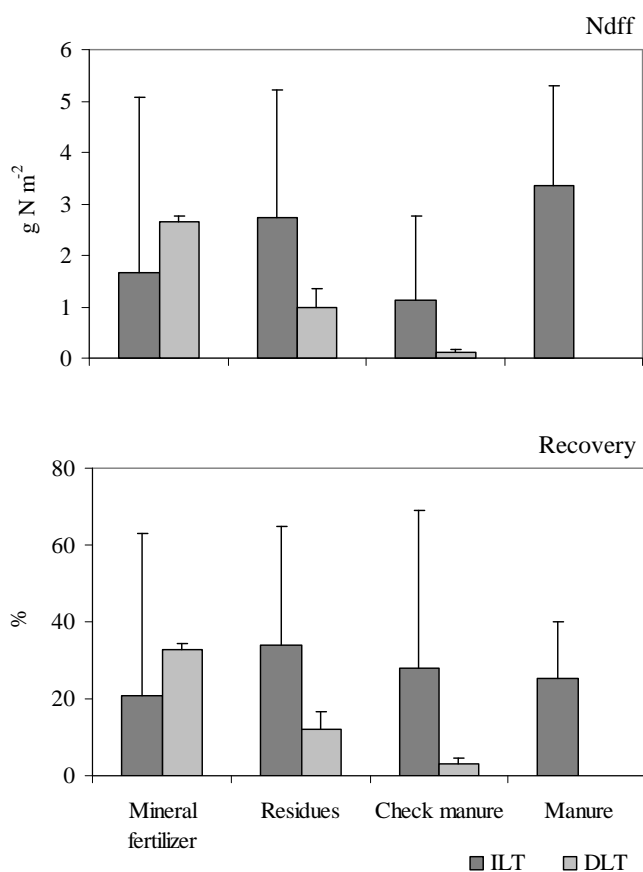 Ndff
6
5
4
3
2
1
0
g N m-2
Recovery
80
60
40
20
0
%
Mineral fertilizer
Residues
Check manure
Manure
ILT
DLT